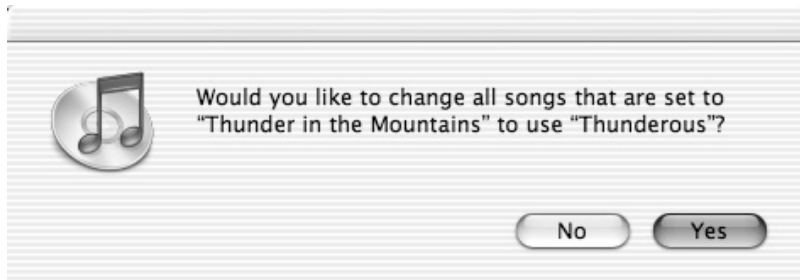 Would you like to change all songs that are set to
“Thunder in the Mountains” to use “Thunderous”?
No
Yes